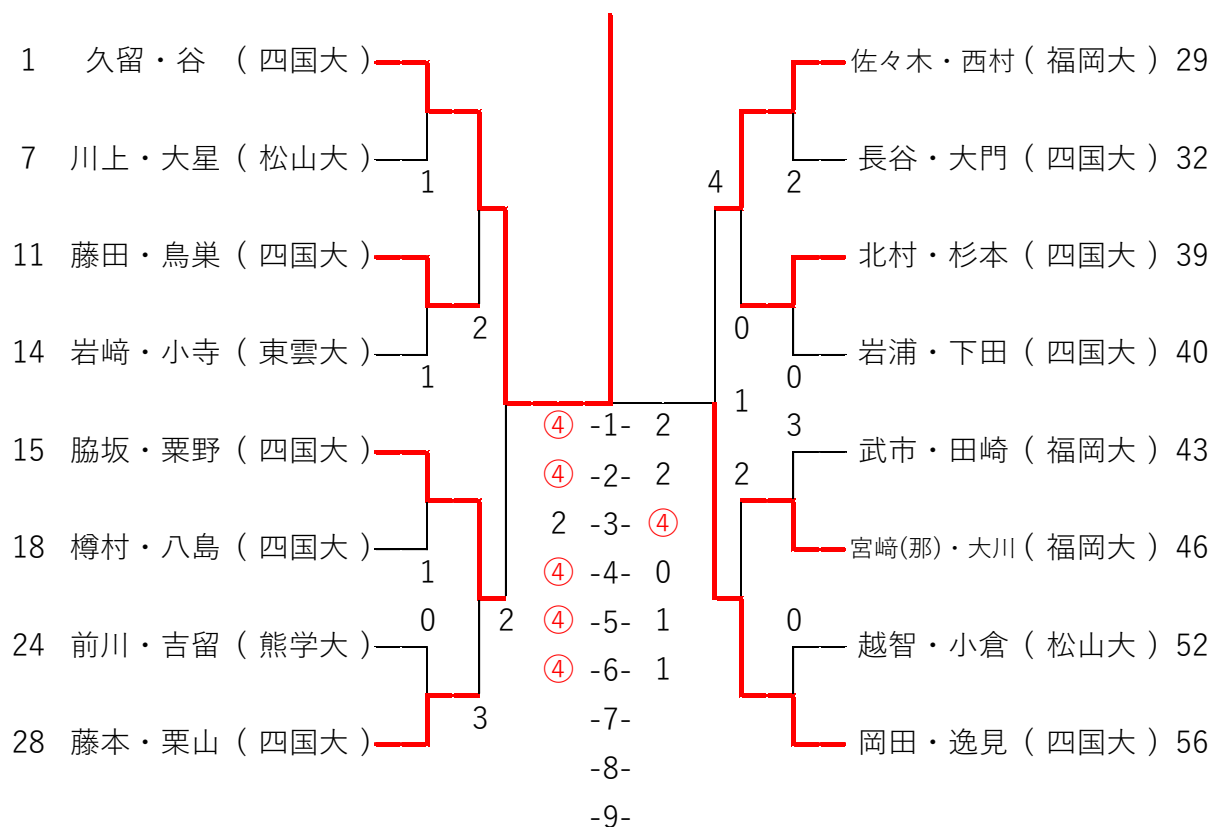 1 久留・谷 ( 四国大 )
佐々木・西村 ( 福岡大 ) 29
7 川上・大星 ( 松山大 )
1
4
2
長谷・大門 ( 四国大 ) 32
11 藤田・鳥巣 ( 四国大 )
北村・杉本 ( 四国大 ) 39
2
0
14 岩﨑・小寺 ( 東雲大 )
1
0
岩浦・下田 ( 四国大 ) 40
1
④ -1- 2
3
15 脇坂・粟野 ( 四国大 )
武市・田崎 ( 福岡大 ) 43
④ -2- 2
2
2 -3- ④
18 樽村・八島 ( 四国大 )
1
宮﨑(那)・大川 ( 福岡大 ) 46
④ -4- 0
0
2
④ -5- 1
0
24 前川・吉留 ( 熊学大 )
越智・小倉 ( 松山大 ) 52
④ -6- 1
3
-7-
28 藤本・栗山 ( 四国大 )
岡田・逸見 ( 四国大 ) 56
-8-
-9-